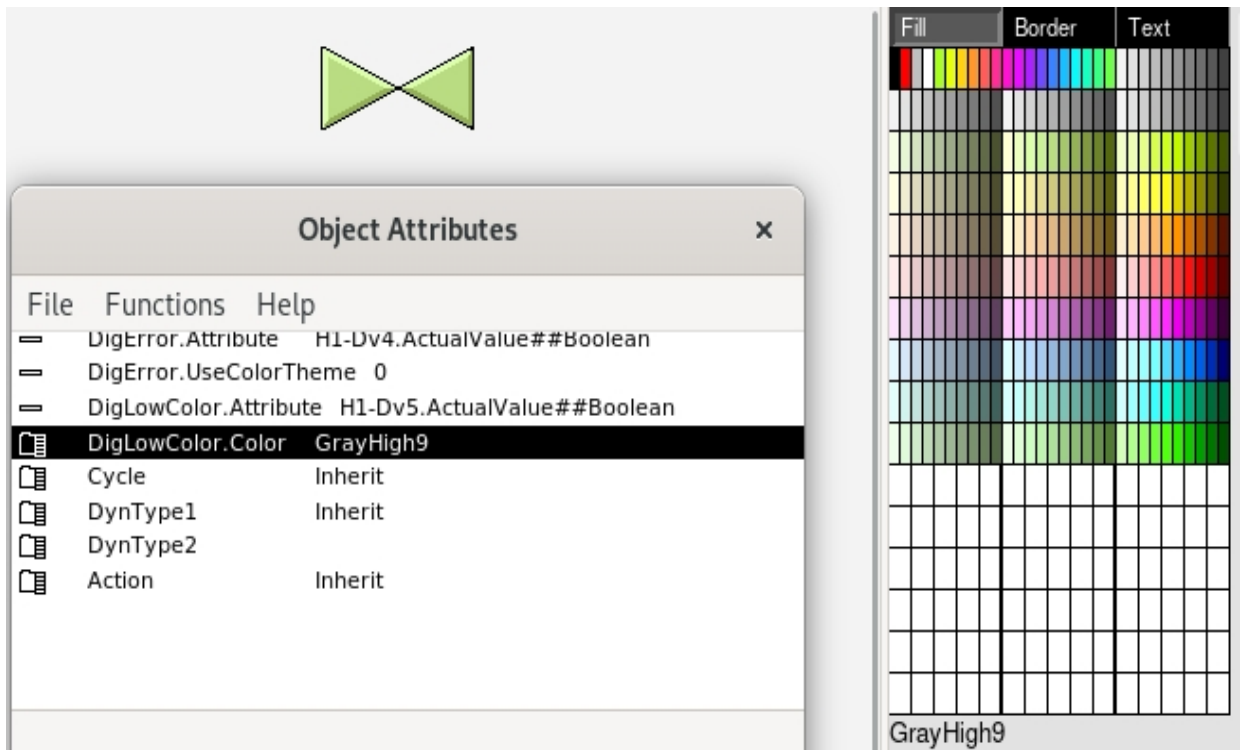 Fill Border Text
Object Attributes ×
File Functions Help
DigError.Attribute H1-Dv4.ActualValue##Boolean
DigError.UseColorTheme 0
DigLowColor.Attribute H1-Dv5.ActualValue##Boolean
DigLowColor.Color GrayHigh9
Cycle Inherit
DynType1 Inherit
DynType2
Action Inherit
GrayHigh9